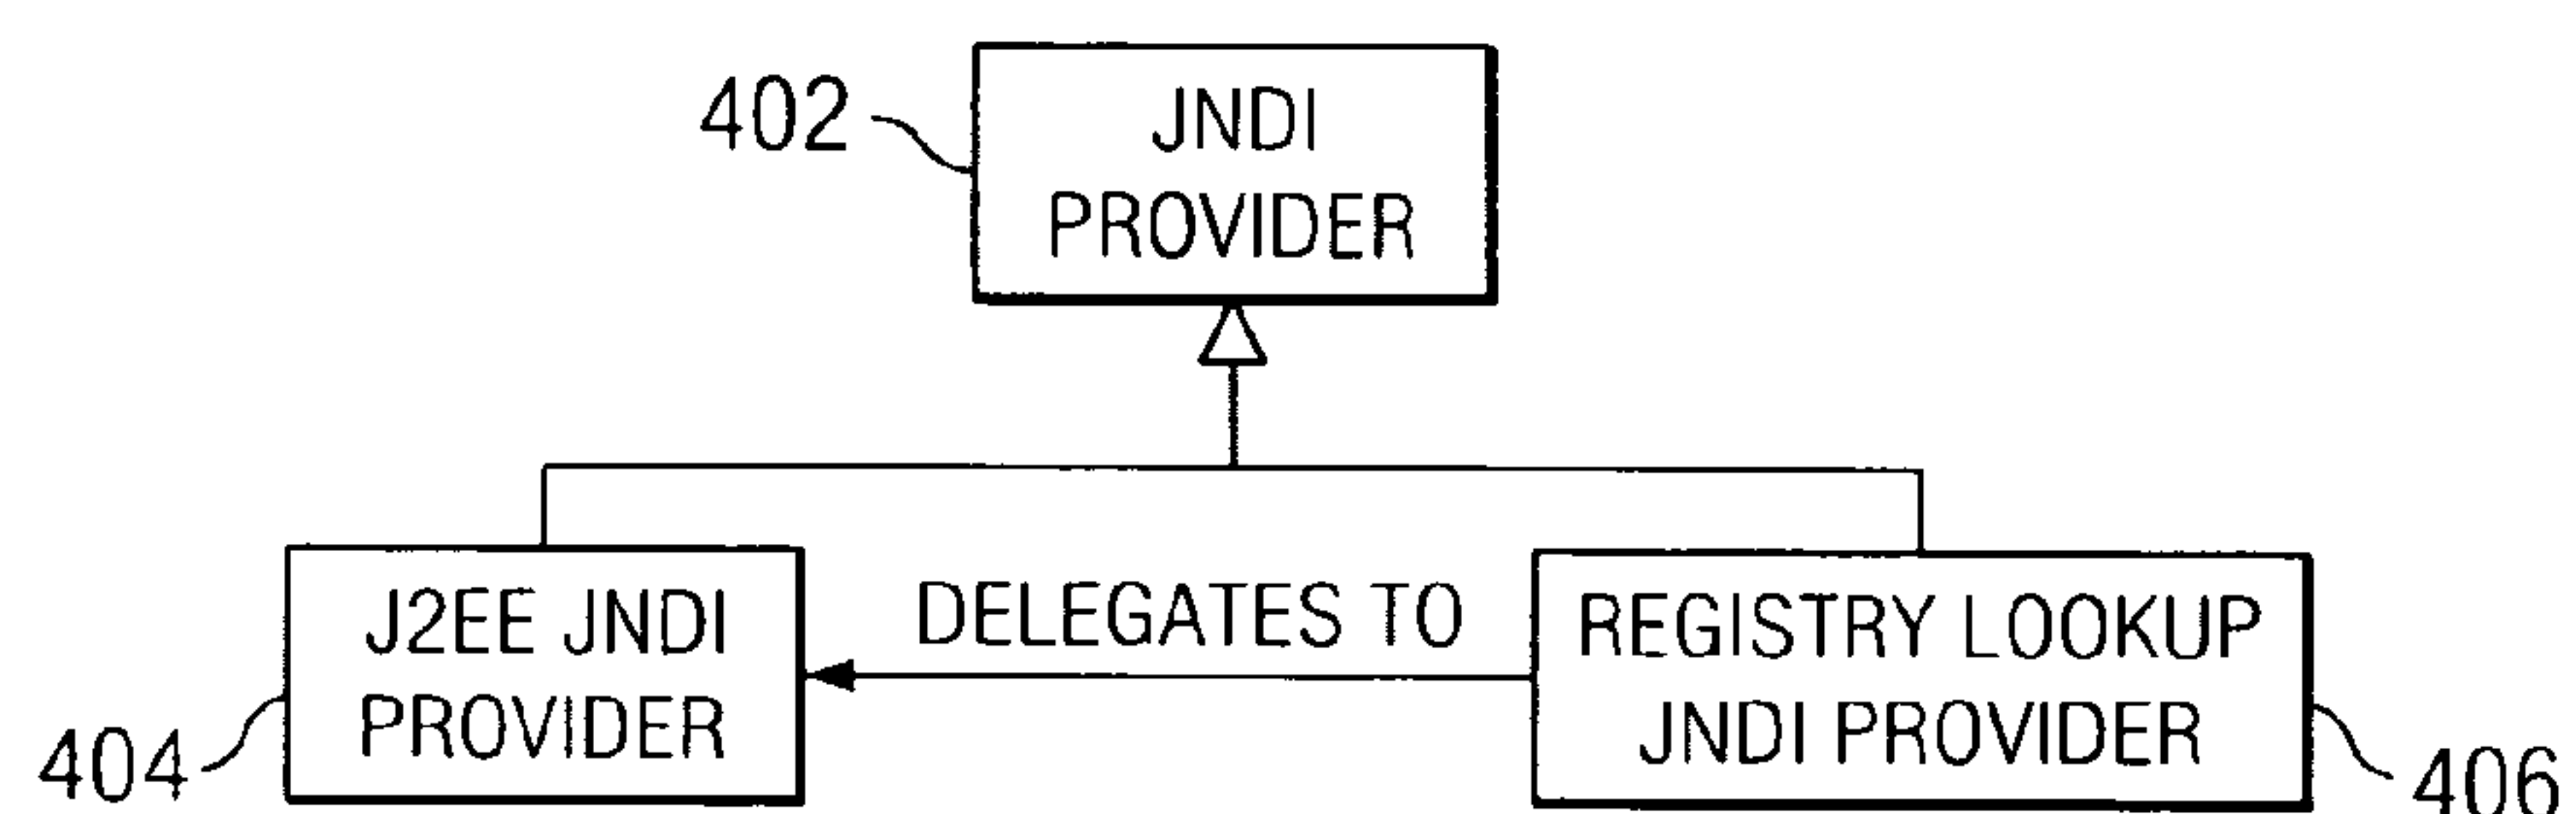 402
JNDI
PROVIDER
J2EE JNDI
PROVIDER
404
DELEGATES TO
REGISTRY LOOKUP
JNDI PROVIDER
406